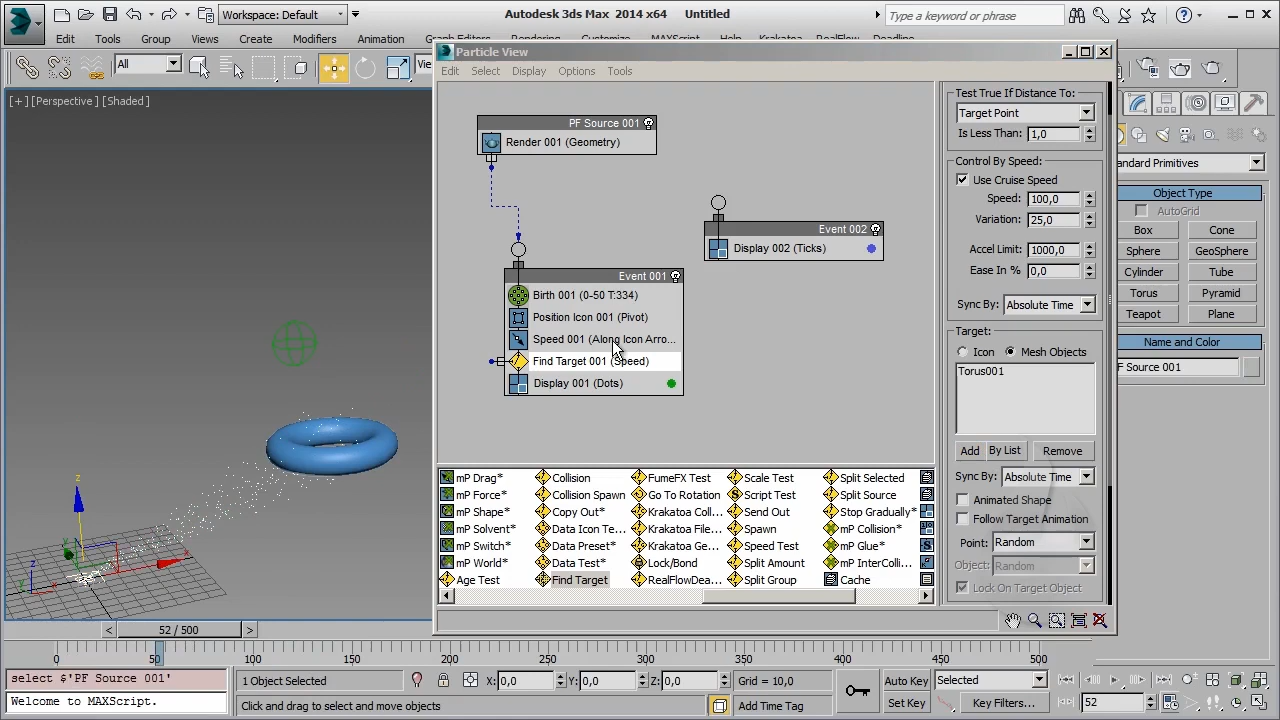 Workspace: Default
Autodesk 3ds Max 2014 x64 Untitled
Type a keyword or phrase
Edit Tools Group Views Create Modifiers Animation Graph Editors Rendering Customize MAXScript Help Krakatoa RealFlow Deadline
All
[+] [Perspective] [Shaded]
Particle View
Edit Select Display Options Tools
PF Source 001
Render 001 (Geometry)
Event 002
Display 002 (Ticks)
Event 001
Birth 001 (0-50 T:334)
Position Icon 001 (Pivot)
Speed 001 (Along Icon Arro...
Find Target 001 (Speed)
Display 001 (Dots)
mP Drag* Collision FumeFX Test Scale Test Split Selected
mP Force* Collision Spawn Go To Rotation Script Test Split Source
mP Shape* Copy Out* Krakatoa Coll... Send Out Stop Gradually*
mP Solvent* Data Icon Te... Krakatoa File... Spawn mP Collision*
mP Switch* Data Preset* Krakatoa Ge... Speed Test mP Glue*
mP World* Data Test* Lock/Bond Split Amount mP InterColli...
Age Test Find Target RealFlowDea... Split Group Cache
Test True If Distance To:
Target Point
Is Less Than: 1,0
Control By Speed:
Use Cruise Speed
Speed: 100,0
Variation: 25,0
Accel Limit: 1000,0
Ease In % 0,0
Sync By: Absolute Time
Target:
Icon Mesh Objects
Torus001
Add By List Remove
Sync By: Absolute Time
Animated Shape
Follow Target Animation
Point: Random
Object: Random
Lock On Target Object
andard Primitives
Object Type
AutoGrid
Box Cone
Sphere GeoSphere
Cylinder Tube
Torus Pyramid
Teapot Plane
Name and Color
F Source 001
z
y
x
z
y
x
< 52 / 500 >
0 50 100 150 200 250 300 350 400 450 500
select $'PF Source 001'
Welcome to MAXScript.
1 Object Selected
X: 0,0 Y: 0,0 Z: 0,0 Grid = 10,0
Click and drag to select and move objects
Add Time Tag
Auto Key Selected
Set Key Key Filters...
52